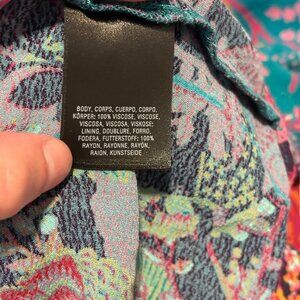 BODY, CORPS, CUERPO, CORPO,
KÖRPER: 100% VISCOSE, VISCOSE,
VISCOSA, VISCOSA, VISKOSE;
LINING, DOUBLURE, FORRO,
FODERA, FUTTERSTOFF: 100%
RAYON, RAYONNE, RAYÓN,
RAION, KUNSTSEIDE